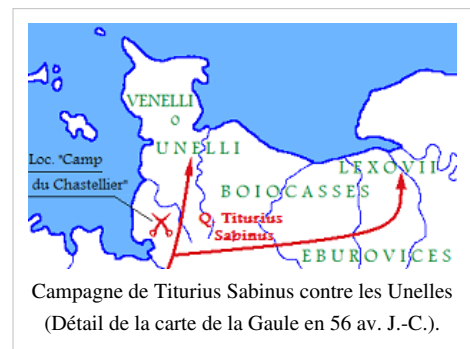 VENELLI
o
UNELLI
Loc. "Camp
du Chastellier"
LEXOVII
BOIOCASSES
Q. Titurius
Sabinus
EBUROVICES
Campagne de Titurius Sabinus contre les Unelles
(Détail de la carte de la Gaule en 56 av. J.-C.).